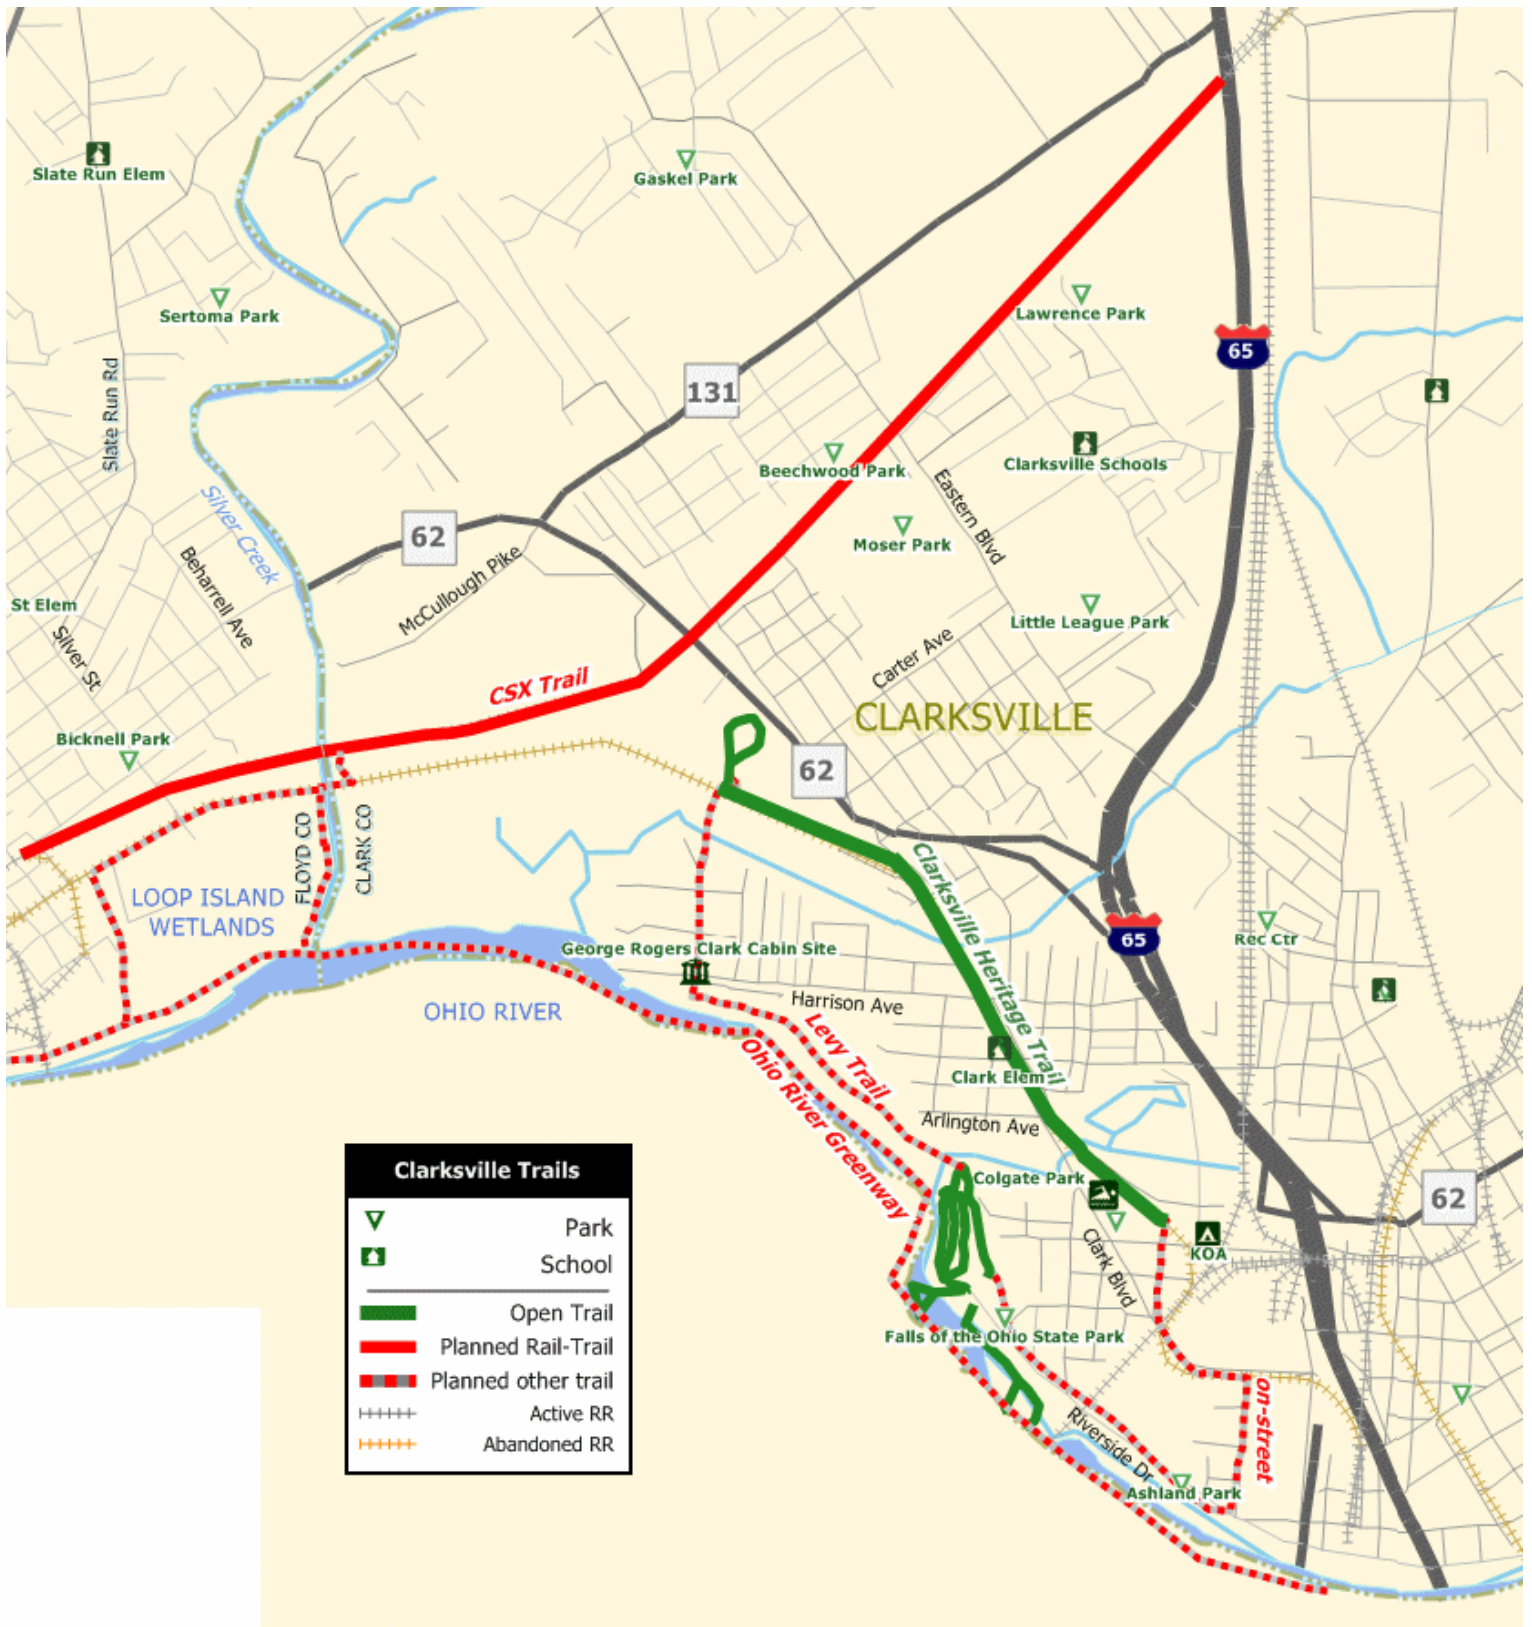 Slate Run Elem
Gaskel Park
Sertoma Park
Lawrence Park
65
Slate Run Rd
131
Beechwood Park
Clarksville Schools
Eastern Blvd
Silver Creek
62
Moser Park
McCullough Pike
Beharrell Ave
St Elem
Little League Park
Silver St
Carter Ave
CSX Trail
CLARKSVILLE
Bicknell Park
62
FLOYD CO
CLARK CO
LOOP ISLAND
WETLANDS
Clarksville Heritage Trail
65
Rec Ctr
George Rogers Clark Cabin Site
Harrison Ave
OHIO RIVER
Levy Trail
Ohio River Greenway
Clark Elem
Arlington Ave
Colgate Park
62
Clark Blvd
KOA
Falls of the Ohio State Park
on-street
Riverside Dr
Ashland Park
Clarksville Trails
Park
School
Open Trail
Planned Rail-Trail
Planned other trail
Active RR
Abandoned RR